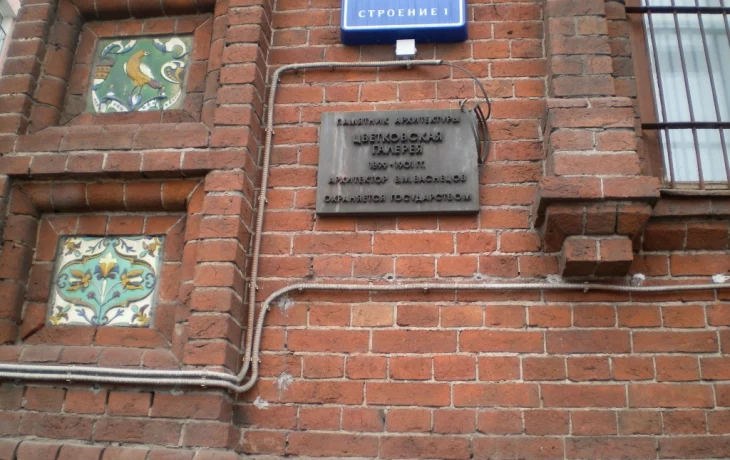 СТРОЕНИЕ 1
ПАМЯТНИК АРХИТЕКТУРЫ
ЦВЕТКОВСКАЯ
ГАЛЕРЕЯ
1899-1901 ГГ.
АРХИТЕКТОР В.М. ВАСНЕЦОВ
ОХРАНЯЕТСЯ ГОСУДАРСТВОМ